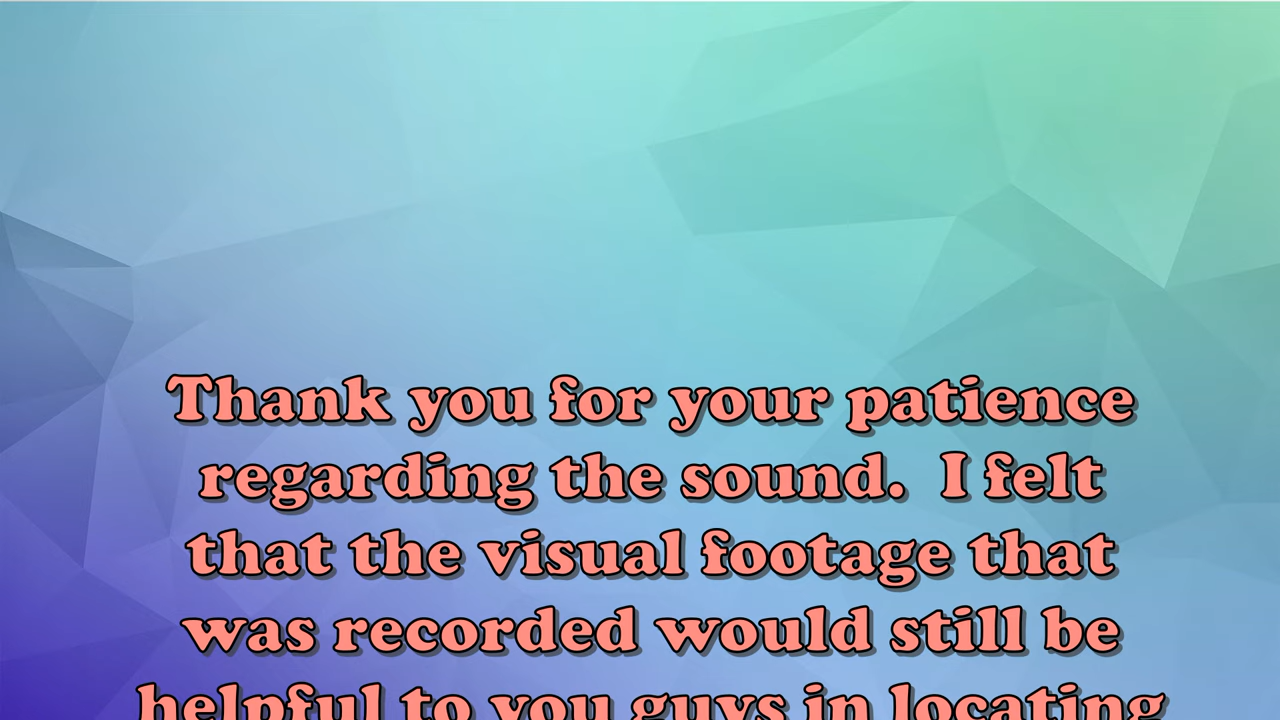 Thank you for your patience
regarding the sound.  I felt
that the visual footage that
was recorded would still be
helpful to you guys in locating